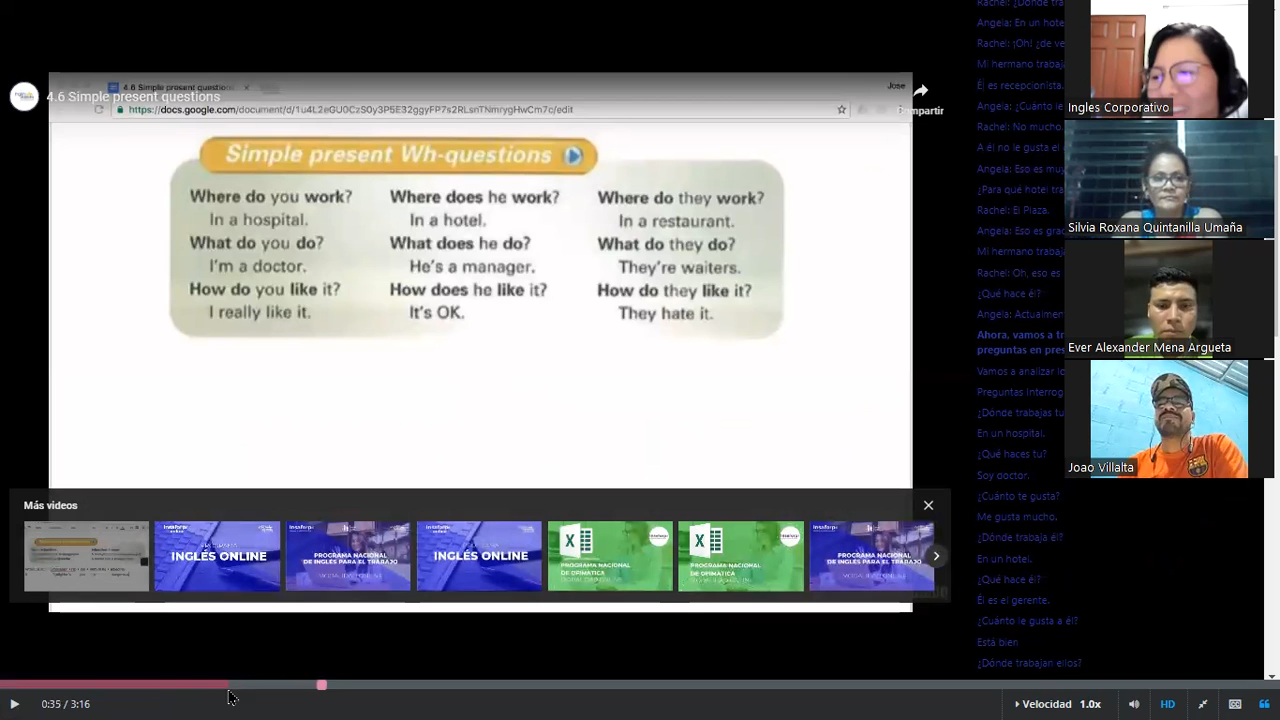 4.6 Simple present questions
Jose
4.6 Simple present questions
https://docs.google.com/document/d/1u4L2eGU0CzS0y3P5E32ggyFP7s2RLsnTNmrygHwCm7c/edit
Compartir
Simple present Wh-questions
Where do you work?
In a hospital.
What do you do?
I'm a doctor.
How do you like it?
I really like it.
Where does he work?
In a hotel.
What does he do?
He's a manager.
How does he like it?
It's OK.
Where do they work?
In a restaurant.
What do they do?
They're waiters.
How do they like it?
They hate it.
Más videos
INGLÉS ONLINE
PROGRAMA NACIONAL
DE INGLÉS PARA EL TRABAJO
INGLÉS ONLINE
PROGRAMA NACIONAL
DE OFIMÁTICA
PROGRAMA NACIONAL
DE OFIMÁTICA
PROGRAMA NACIONAL
DE INGLÉS PARA EL TRABAJO
0:35 / 3:16
Velocidad 1.0x
HD
Rachel: ¿Dónde tra
Angela: En un hote
Rachel: ¡Oh! ¿de ve
Mi hermano trabaj
Él es recepcionista.
Angela: ¿Cuánto le
Rachel: No mucho.
A él no le gusta el
Angela: Eso es mu
¿Para qué hotel tra
Rachel: El Plaza.
Angela: Eso es gra
Mi hermano trabaj
Rachel: Oh, eso es
¿Qué hace él?
Angela: Actualmen
Ahora, vamos a tr
preguntas en pres
Vamos a analizar lo
Preguntas Interrog
¿Dónde trabajas tu
En un hospital.
¿Qué haces tu?
Soy doctor.
¿Cuánto te gusta?
Me gusta mucho.
¿Dónde trabaja él?
En un hotel.
¿Qué hace él?
Él es el gerente.
¿Cuánto le gusta a él?
Está bien
¿Dónde trabajan ellos?
Ingles Corporativo
Silvia Roxana Quintanilla Umaña
Ever Alexander Mena Argueta
Joao Villalta